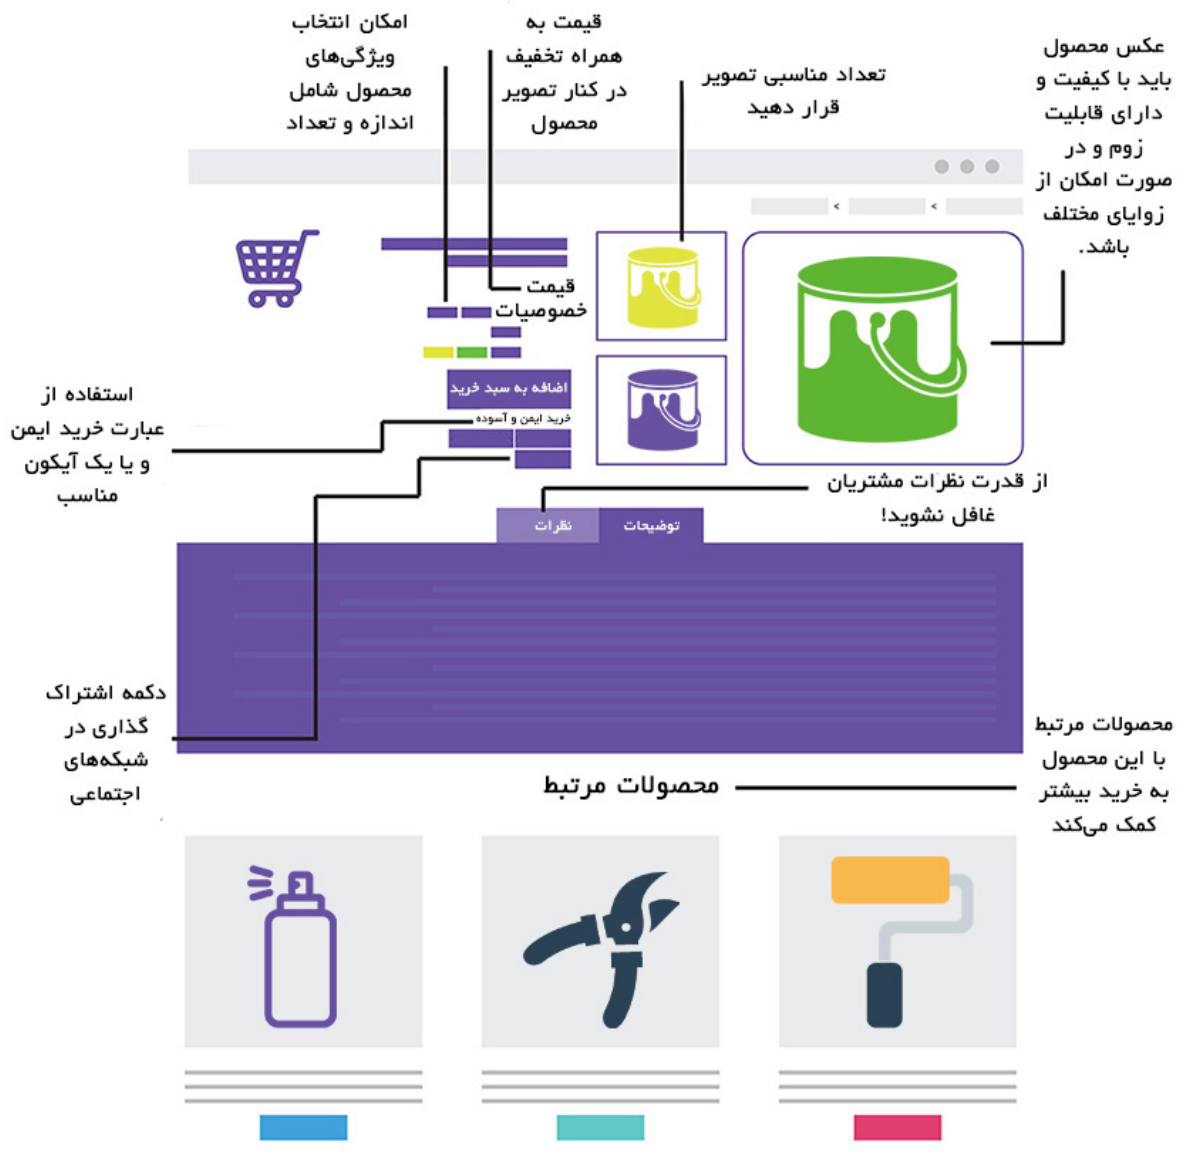 عکس محصول
باید با کیفیت و
دارای قابلیت
زوم و در
صورت امکان از
زوایای مختلف
باشد.
تعداد مناسبی تصویر
قرار دهید
قیمت به
همراه تخفیف
در کنار تصویر
محصول
امکان انتخاب
ویژگی‌های
محصول شامل
اندازه و تعداد
> >
قیمت
خصوصیات
اضافه به سبد خرید
خرید ایمن و آسوده
استفاده از
عبارت خرید ایمن
و یا یک آیکون
مناسب
از قدرت نظرات مشتریان
غافل نشوید!
توضیحات
نظرات
دکمه اشتراک
گذاری در
شبکه‌های
اجتماعی
محصولات مرتبط
با این محصول
به خرید بیشتر
کمک می‌کند
محصولات مرتبط